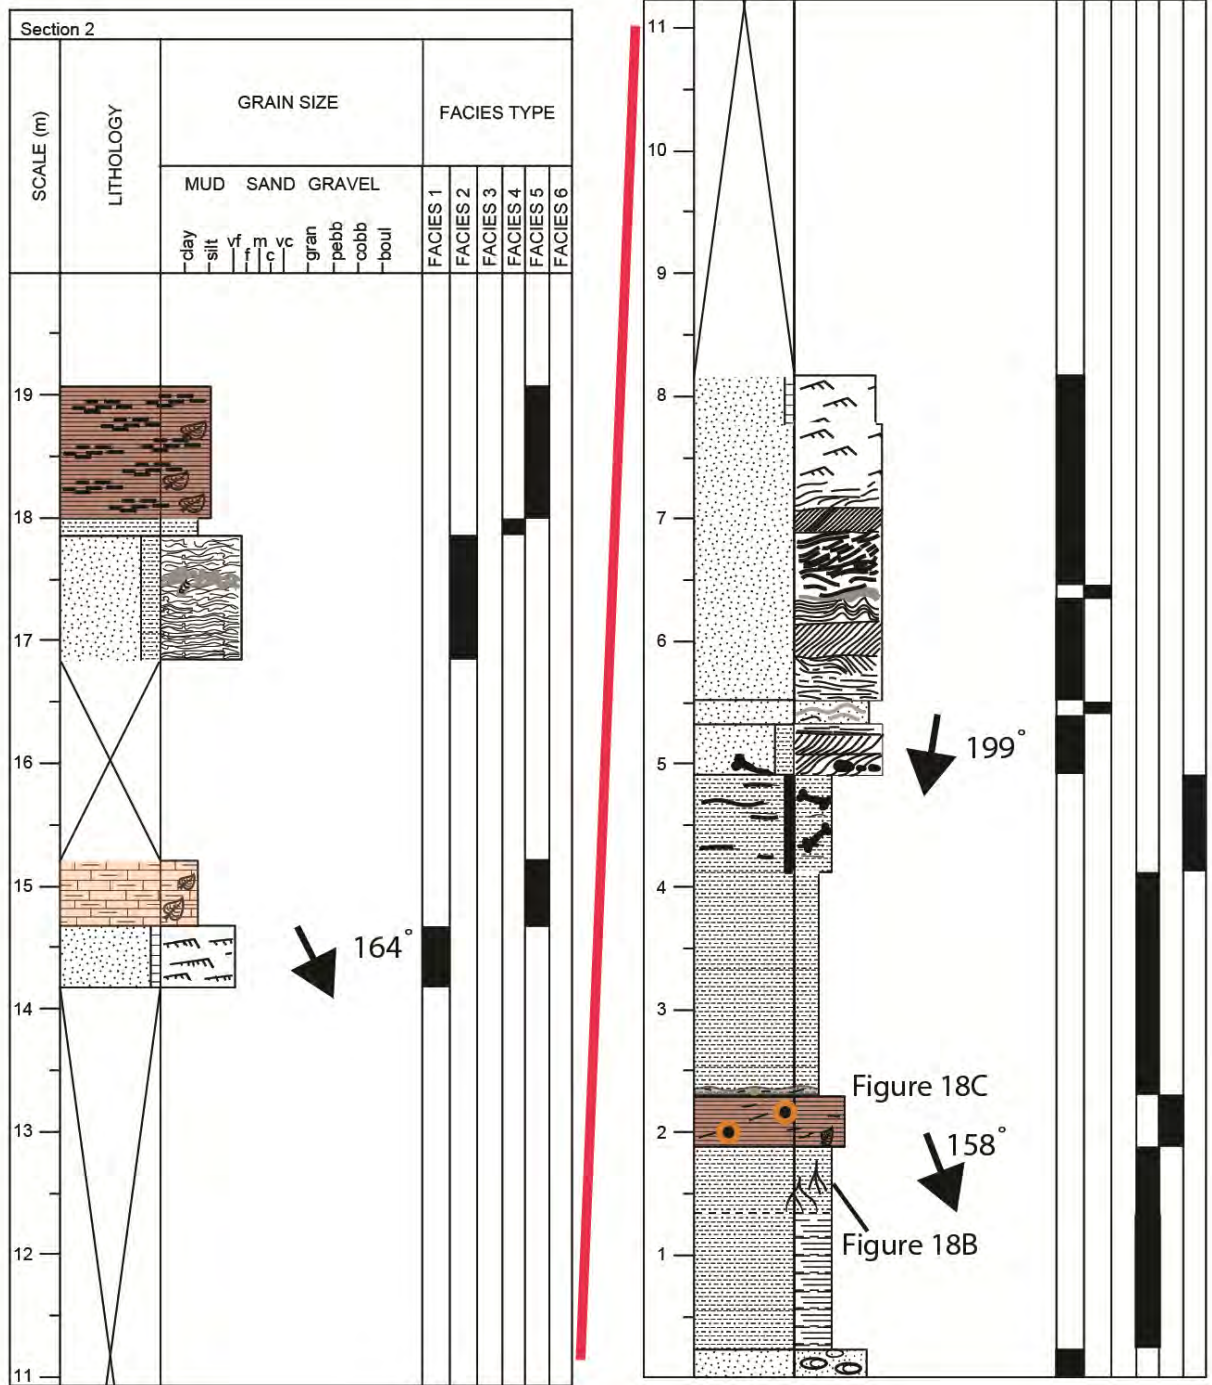 Section 2
SCALE (m)
LITHOLOGY
GRAIN SIZE
FACIES TYPE
MUD SAND GRAVEL
clay
silt
vf
f
m
c
vc
gran
pebb
cobb
boul
FACIES 1
FACIES 2
FACIES 3
FACIES 4
FACIES 5
FACIES 6
19
18
17
16
15
164°
14
13
12
11
11
10
9
8
7
6
5
199°
4
3
Figure 18C
2
158°
Figure 18B
1